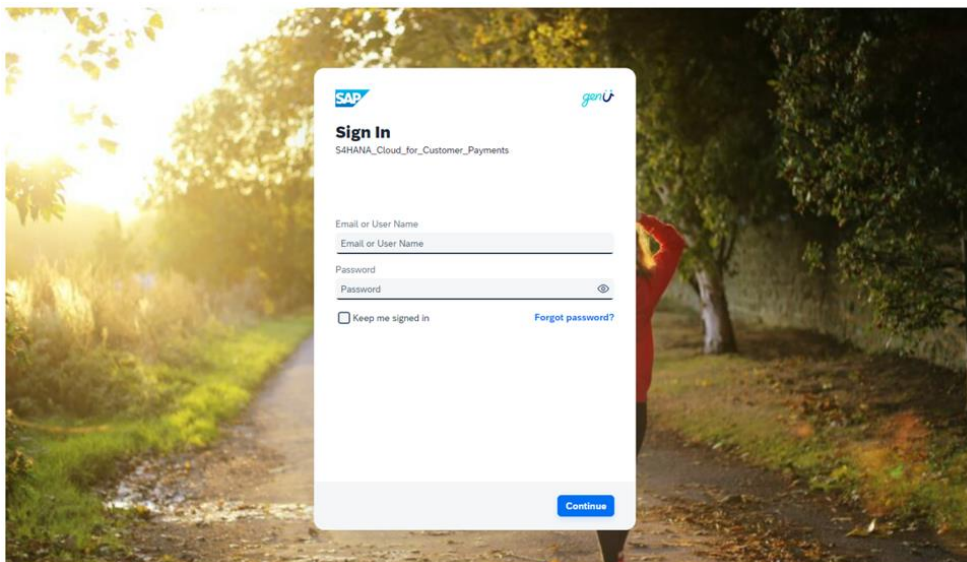 SAP genU
Sign In
S4HANA_Cloud_for_Customer_Payments
Email or User Name
Email or User Name
Password
Password
Keep me signed in Forgot password?
Continue